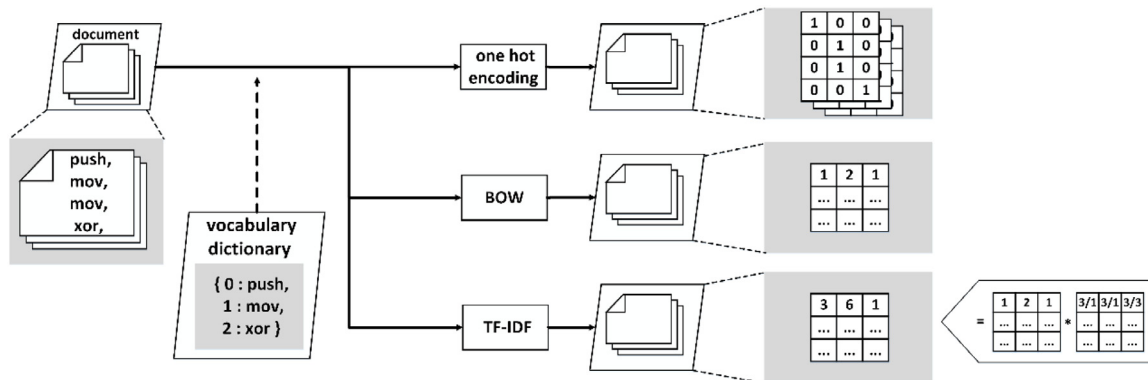 document
push,
mov,
mov,
xor,
vocabulary
dictionary
{ 0 : push,
1 : mov,
2 : xor }
one hot
encoding
1 0 0
0 1 0
0 1 0
0 0 1
BOW
1 2 1
... ... ...
... ... ...
TF-IDF
3 6 1
... ... ...
... ... ...
= 1 2 1 * 3/1 3/1 3/3
... ... ... ... ... ...
... ... ... ... ... ...